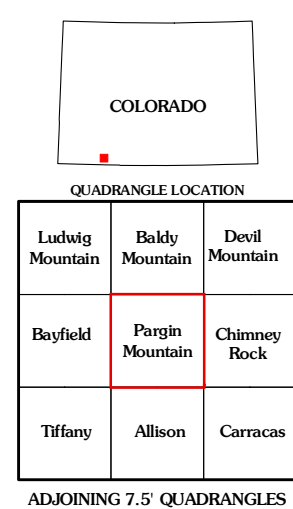 COLORADO
QUADRANGLE LOCATION
Ludwig Mountain
Baldy Mountain
Devil Mountain
Bayfield
Pargin Mountain
Chimney Rock
Tiffany
Allison
Carracas
ADJOINING 7.5' QUADRANGLES